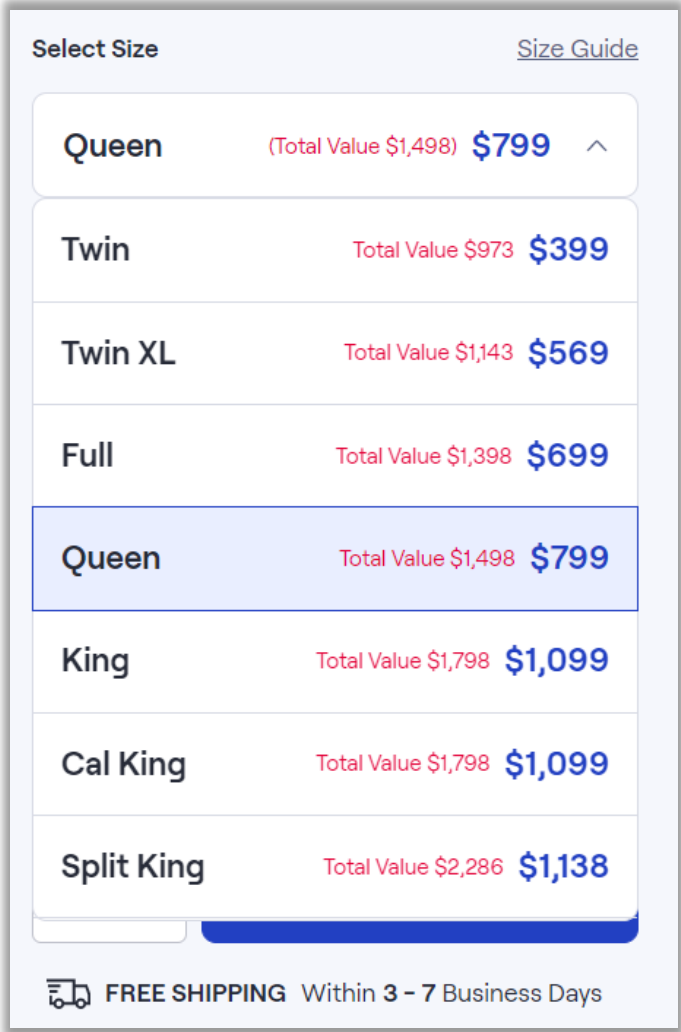 Select Size Size Guide
Queen (Total Value $1,498) $799
Twin Total Value $973 $399
Twin XL Total Value $1,143 $569
Full Total Value $1,398 $699
Queen Total Value $1,498 $799
King Total Value $1,798 $1,099
Cal King Total Value $1,798 $1,099
Split King Total Value $2,286 $1,138
FREE SHIPPING Within 3 - 7 Business Days